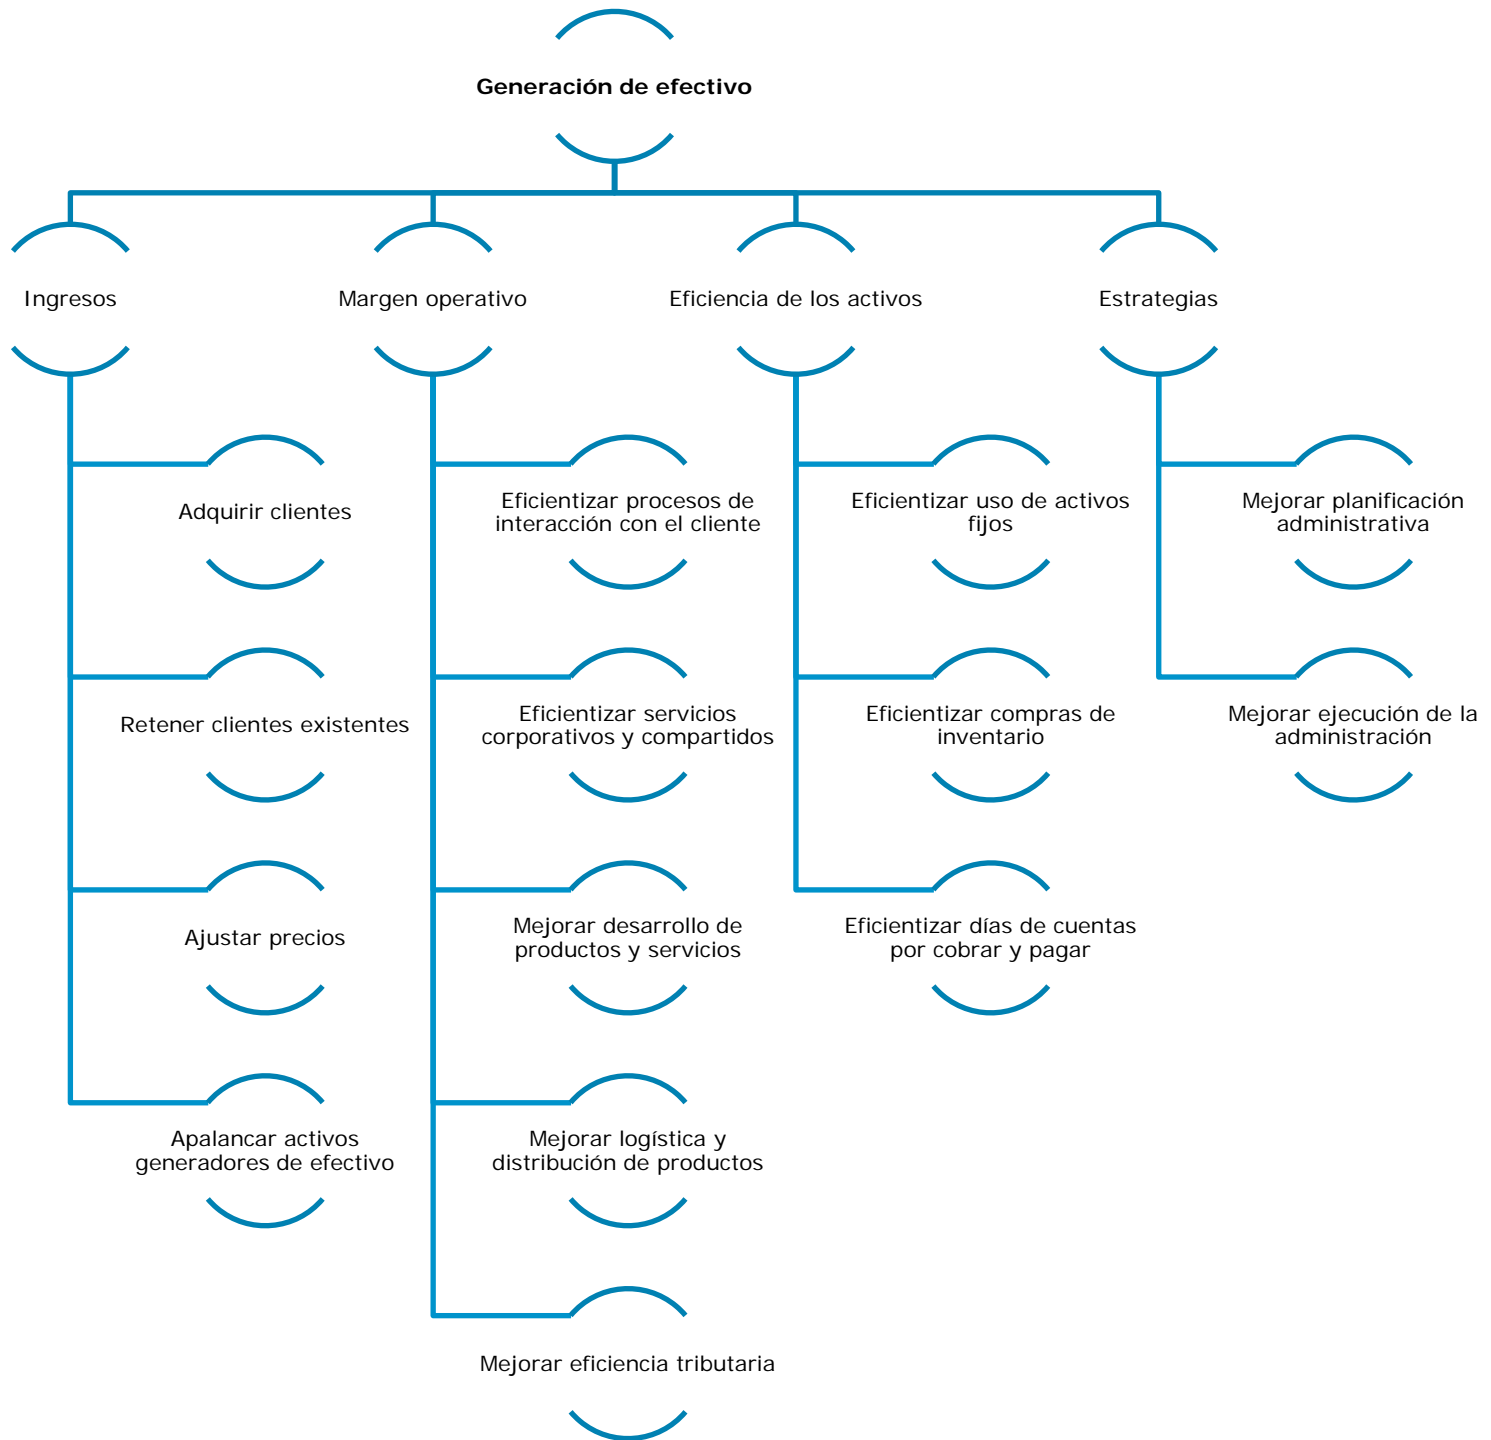 Generación de efectivo
Ingresos
Margen operativo
Eficiencia de los activos
Estrategias
Adquirir clientes
Retener clientes existentes
Ajustar precios
Apalancar activos
generadores de efectivo
Eficientizar procesos de
interacción con el cliente
Eficientizar servicios
corporativos y compartidos
Mejorar desarrollo de
productos y servicios
Mejorar logística y
distribución de productos
Mejorar eficiencia tributaria
Eficientizar uso de activos
fijos
Eficientizar compras de
inventario
Eficientizar días de cuentas
por cobrar y pagar
Mejorar planificación
administrativa
Mejorar ejecución de la
administración